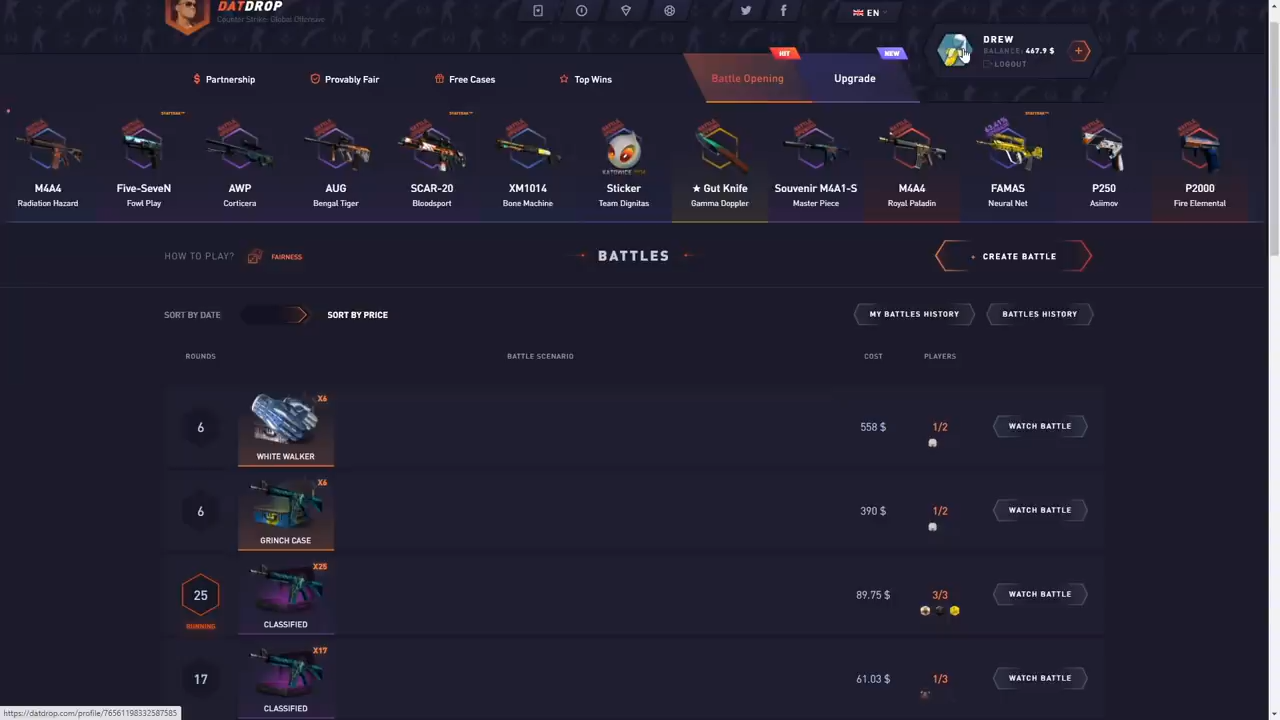 DATDROP
Counter Strike: Global Offensive
EN
DREW
BALANCE: 467.9 $
LOGOUT
HIT
NEW
Partnership
Provably Fair
Free Cases
Top Wins
Battle Opening
Upgrade
M4A4
Radiation Hazard
Five-SeveN
Fowl Play
AWP
Corticera
AUG
Bengal Tiger
SCAR-20
Bloodsport
XM1014
Bone Machine
Sticker
Team Dignitas
★ Gut Knife
Gamma Doppler
Souvenir M4A1-S
Master Piece
M4A4
Royal Paladin
FAMAS
Neural Net
P250
Asiimov
P2000
Fire Elemental
HOW TO PLAY?
FAIRNESS
BATTLES
CREATE BATTLE
SORT BY DATE
SORT BY PRICE
MY BATTLES HISTORY
BATTLES HISTORY
ROUNDS
BATTLE SCENARIO
COST
PLAYERS
6
X6
WHITE WALKER
558 $
1/2
WATCH BATTLE
6
X6
GRINCH CASE
390 $
1/2
WATCH BATTLE
25
RUNNING
X25
CLASSIFIED
89.75 $
3/3
WATCH BATTLE
17
X17
CLASSIFIED
61.03 $
1/3
WATCH BATTLE
https://datdrop.com/profile/76561198332587585